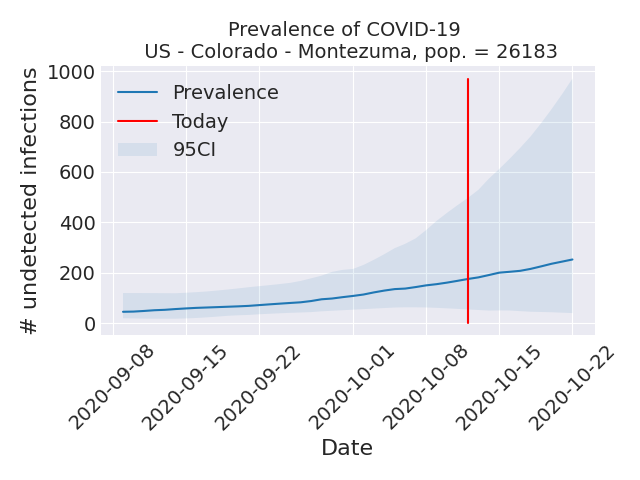 Prevalence of COVID-19
US - Colorado - Montezuma, pop. = 26183
1000
800
600
400
200
0
# undetected infections
Prevalence
Today
95CI
2020-09-08
2020-09-15
2020-09-22
2020-10-01
2020-10-08
2020-10-15
2020-10-22
Date